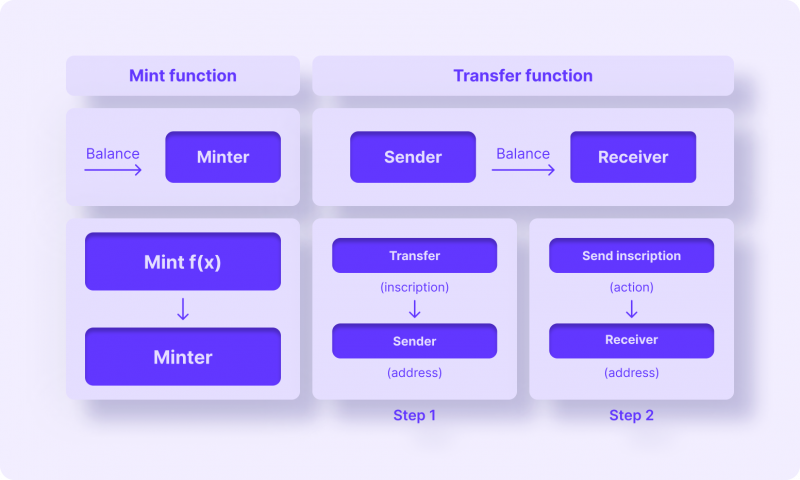 Mint function
Transfer function
Balance
Minter
Sender
Balance
Receiver
Mint f(x)
Minter
Transfer
(inscription)
Sender
(address)
Step 1
Send inscription
(action)
Receiver
(address)
Step 2